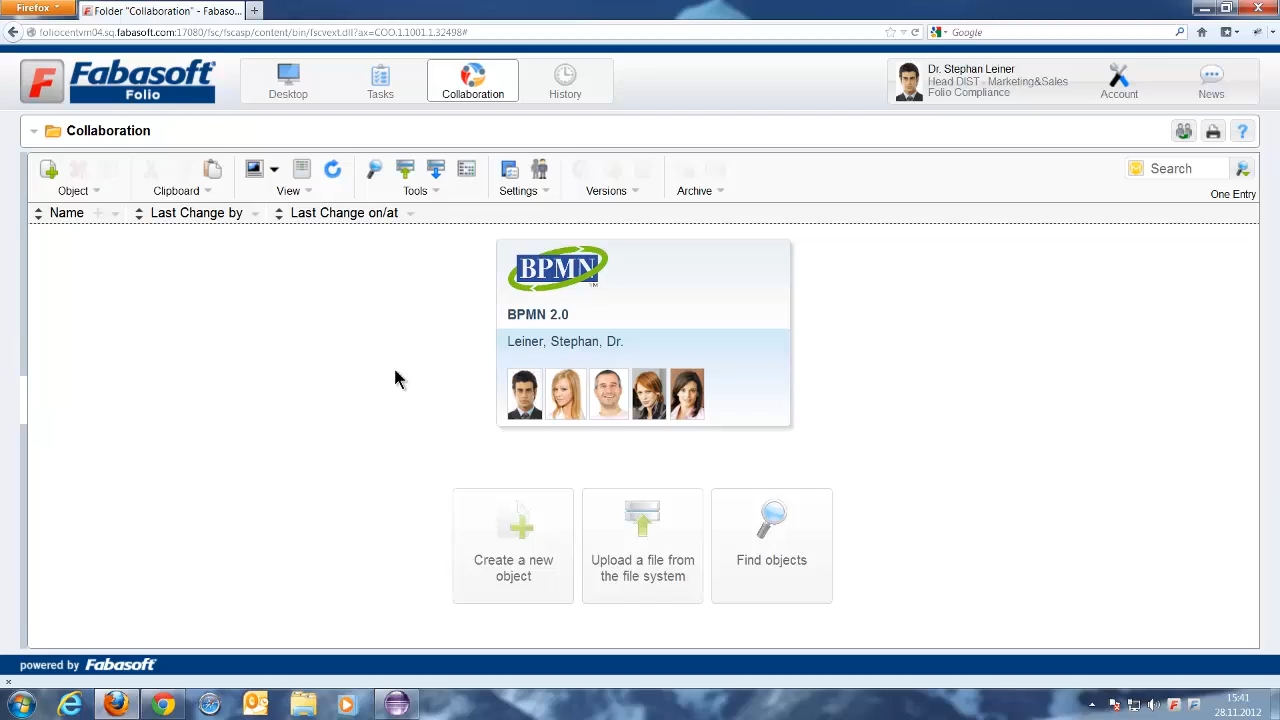 Firefox
Folder "Collaboration" - Fabaso...
foliocentvm04.sq.fabasoft.com:17080/fsc/fscasp/content/bin/fscvext.dll?ax=COO.1.1001.1.32498#
Google
Fabasoft
Folio
Desktop
Tasks
Collaboration
History
Dr. Stephan Leiner
Head DIST - Marketing&Sales
Folio Compliance
Account
News
Collaboration
Object
Clipboard
View
Tools
Settings
Versions
Archive
Search
One Entry
Name
Last Change by
Last Change on/at
BPMN
TM
BPMN 2.0
Leiner, Stephan, Dr.
Create a new
object
Upload a file from
the file system
Find objects
powered by Fabasoft
15:41
28.11.2012